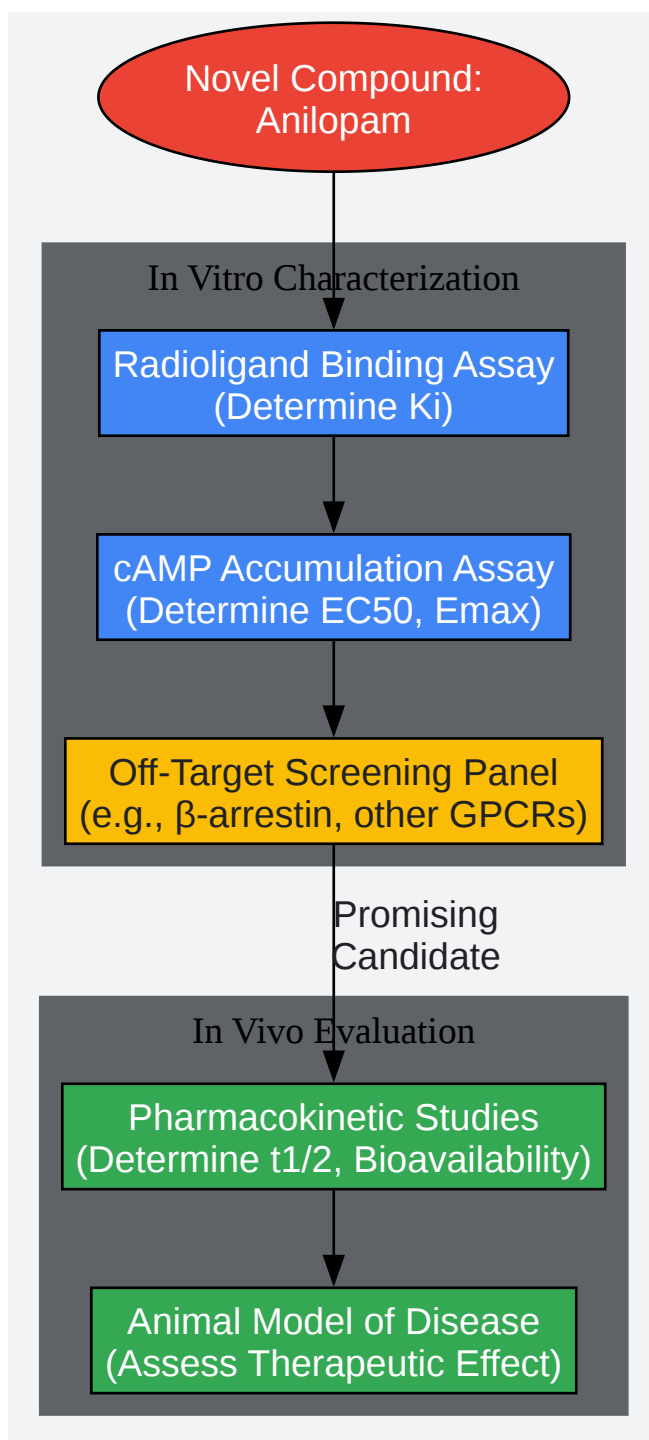 Novel Compound:
Anilopam
In Vitro Characterization
Radioligand Binding Assay
(Determine Ki)
cAMP Accumulation Assay
(Determine EC50, Emax)
Off-Target Screening Panel
(e.g., β-arrestin, other GPCRs)
Promising
Candidate
In Vivo Evaluation
Pharmacokinetic Studies
(Determine t1/2, Bioavailability)
Animal Model of Disease
(Assess Therapeutic Effect)